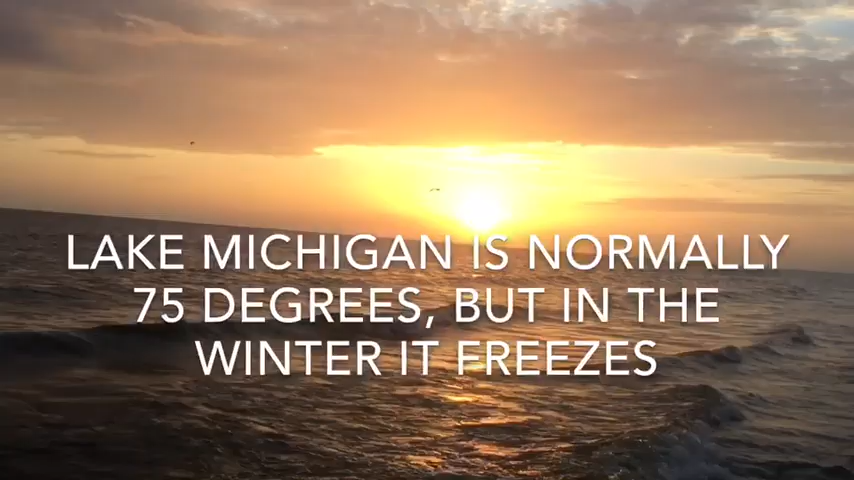 LAKE MICHIGAN IS NORMALLY
75 DEGREES, BUT IN THE
WINTER IT FREEZES